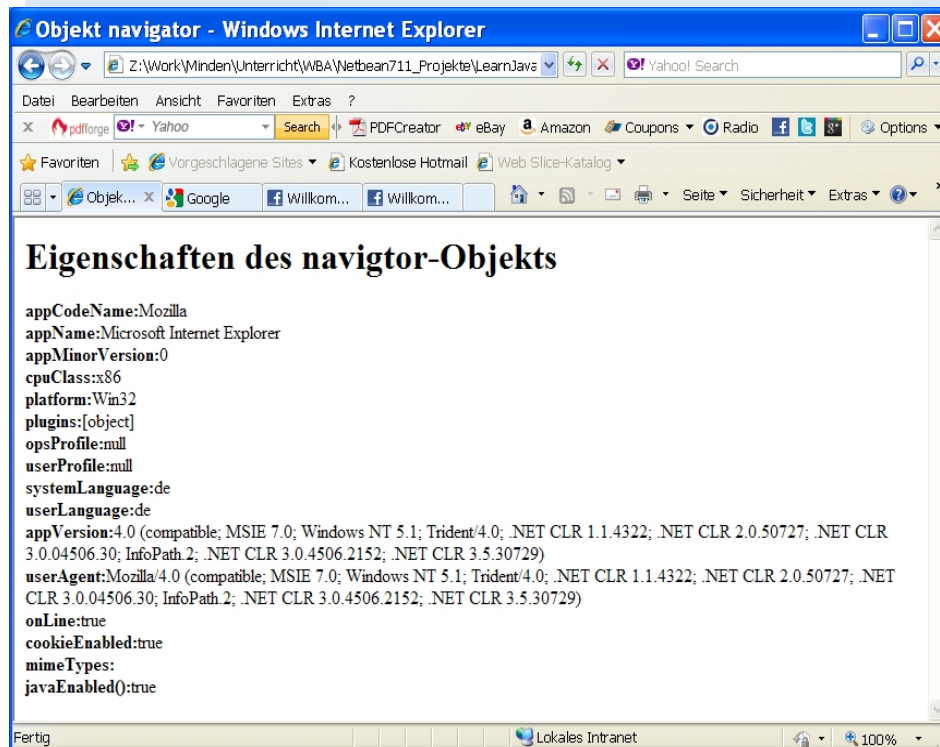 Objekt navigator - Windows Internet Explorer
Z:\Work\Minden\Unterricht\WBA\Netbean711_Projekte\LearnJava Yahoo! Search
Datei Bearbeiten Ansicht Favoriten Extras ?
X pdfforge Yahoo Search PDFCreator eBay Amazon Coupons Radio Options
Favoriten Vorgeschlagene Sites Kostenlose Hotmail Web Slice-Katalog
Objek... X Google Willkom... Willkom... Seite Sicherheit Extras
Eigenschaften des navigtor-Objekts
appCodeName:Mozilla
appName:Microsoft Internet Explorer
appMinorVersion:0
cpuClass:x86
platform:Win32
plugins:[object]
opsProfile:null
userProfile:null
systemLanguage:de
userLanguage:de
appVersion:4.0 (compatible; MSIE 7.0; Windows NT 5.1; Trident/4.0; .NET CLR 1.1.4322; .NET CLR 2.0.50727; .NET CLR
3.0.04506.30; InfoPath.2; .NET CLR 3.0.4506.2152; .NET CLR 3.5.30729)
userAgent:Mozilla/4.0 (compatible; MSIE 7.0; Windows NT 5.1; Trident/4.0; .NET CLR 1.1.4322; .NET CLR 2.0.50727; .NET
CLR 3.0.04506.30; InfoPath.2; .NET CLR 3.0.4506.2152; .NET CLR 3.5.30729)
onLine:true
cookieEnabled:true
mimeTypes:
javaEnabled():true
Fertig Lokales Intranet 100%